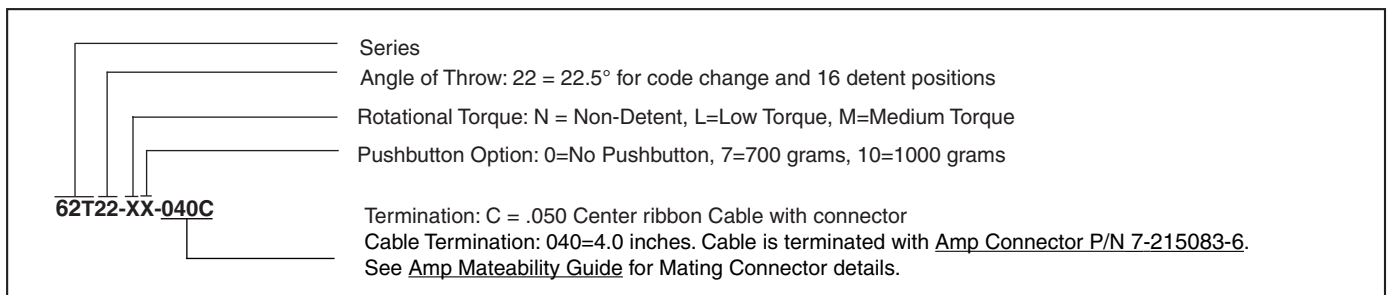 Series
Angle of Throw: 22 = 22.5° for code change and 16 detent positions
Rotational Torque: N = Non-Detent, L=Low Torque, M=Medium Torque
Pushbutton Option: 0=No Pushbutton, 7=700 grams, 10=1000 grams
62T22-XX-040C
Termination: C = .050 Center ribbon Cable with connector
Cable Termination: 040=4.0 inches. Cable is terminated with Amp Connector P/N 7-215083-6.
See Amp Mateability Guide for Mating Connector details.